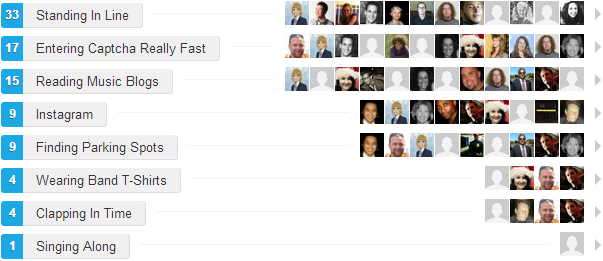 33 Standing In Line
17 Entering Captcha Really Fast
15 Reading Music Blogs
9 Instagram
9 Finding Parking Spots
4 Wearing Band T-Shirts
4 Clapping In Time
1 Singing Along